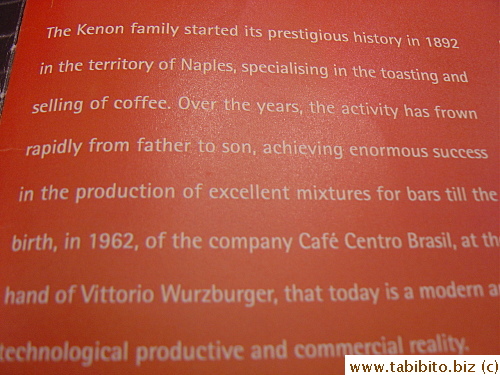 The Kenon family started its prestigious history in 1892
in the territory of Naples, specialising in the toasting and
selling of coffee. Over the years, the activity has frown
rapidly from father to son, achieving enormous success
in the production of excellent mixtures for bars till the
birth, in 1962, of the company Café Centro Brasil, at the
hand of Vittorio Wurzburger, that today is a modern
technological productive and commercial reality.
www.tabibito.biz (c)